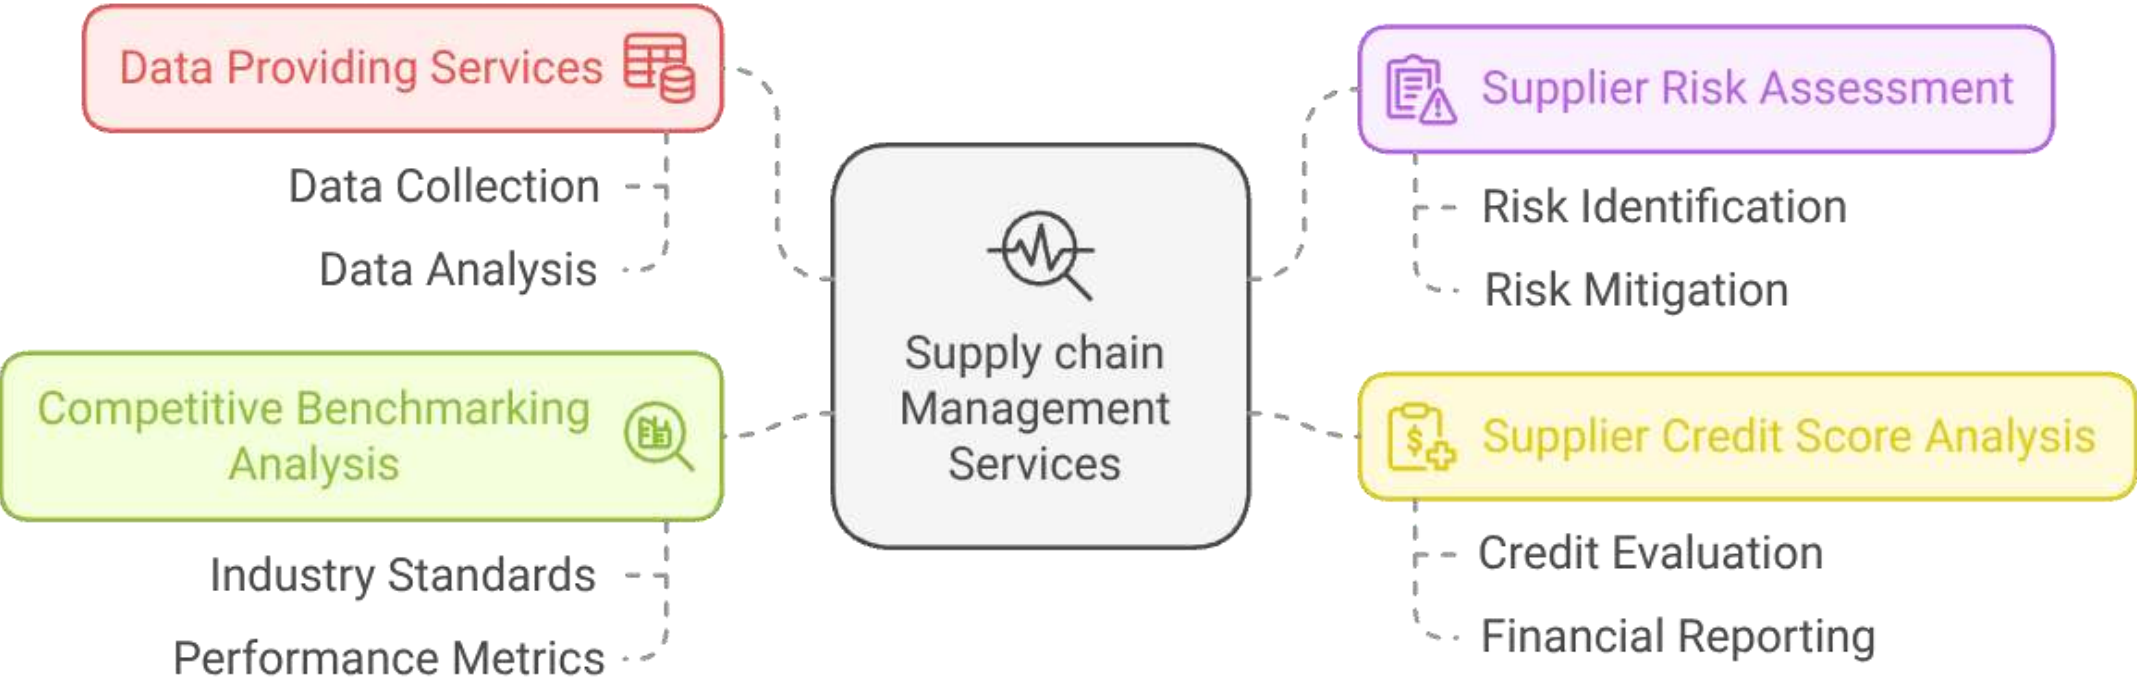 Data Providing Services
Data Collection
Data Analysis
Competitive Benchmarking
Analysis
Industry Standards
Performance Metrics
Supply chain
Management
Services
Supplier Risk Assessment
Risk Identification
Risk Mitigation
Supplier Credit Score Analysis
Credit Evaluation
Financial Reporting